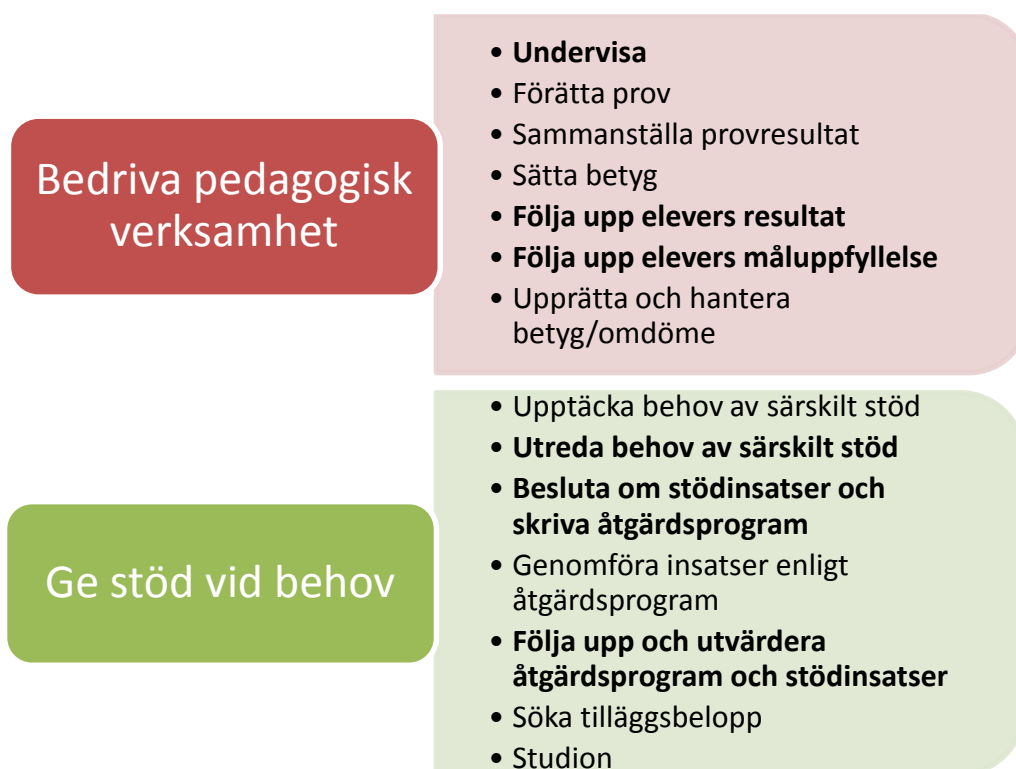 Bedriva pedagogisk
verksamhet
• Undervisa
• Förätta prov
• Sammanställa provresultat
• Sätta betyg
• Följa upp elevers resultat
• Följa upp elevers måluppfyllelse
• Upprätta och hantera
betyg/omdöme
Ge stöd vid behov
• Upptäcka behov av särskilt stöd
• Utreda behov av särskilt stöd
• Besluta om stödinsatser och
skriva åtgärdsprogram
• Genomföra insatser enligt
åtgärdsprogram
• Följa upp och utvärdera
åtgärdsprogram och stödinsatser
• Söka tilläggsbelopp
• Studion